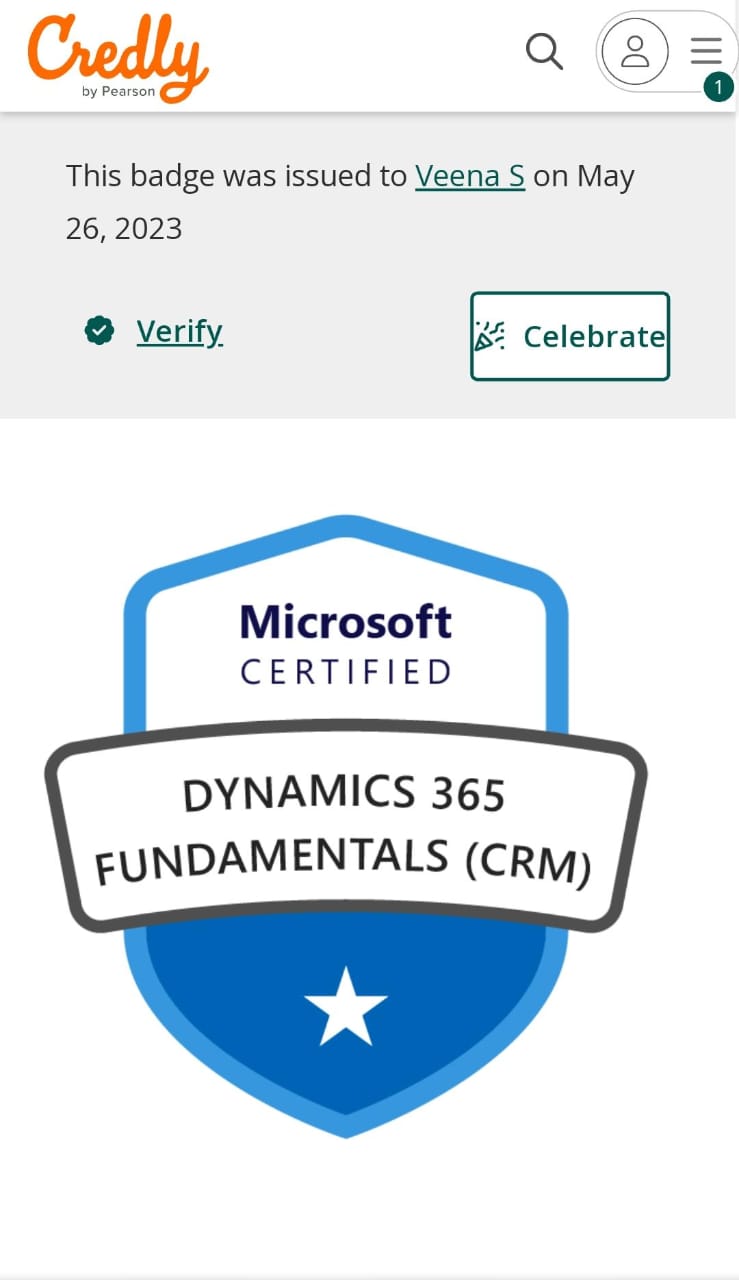 Credly
by Pearson
1
This badge was issued to Veena S on May
26, 2023
Verify
Celebrate
Microsoft
CERTIFIED
DYNAMICS 365
FUNDAMENTALS (CRM)